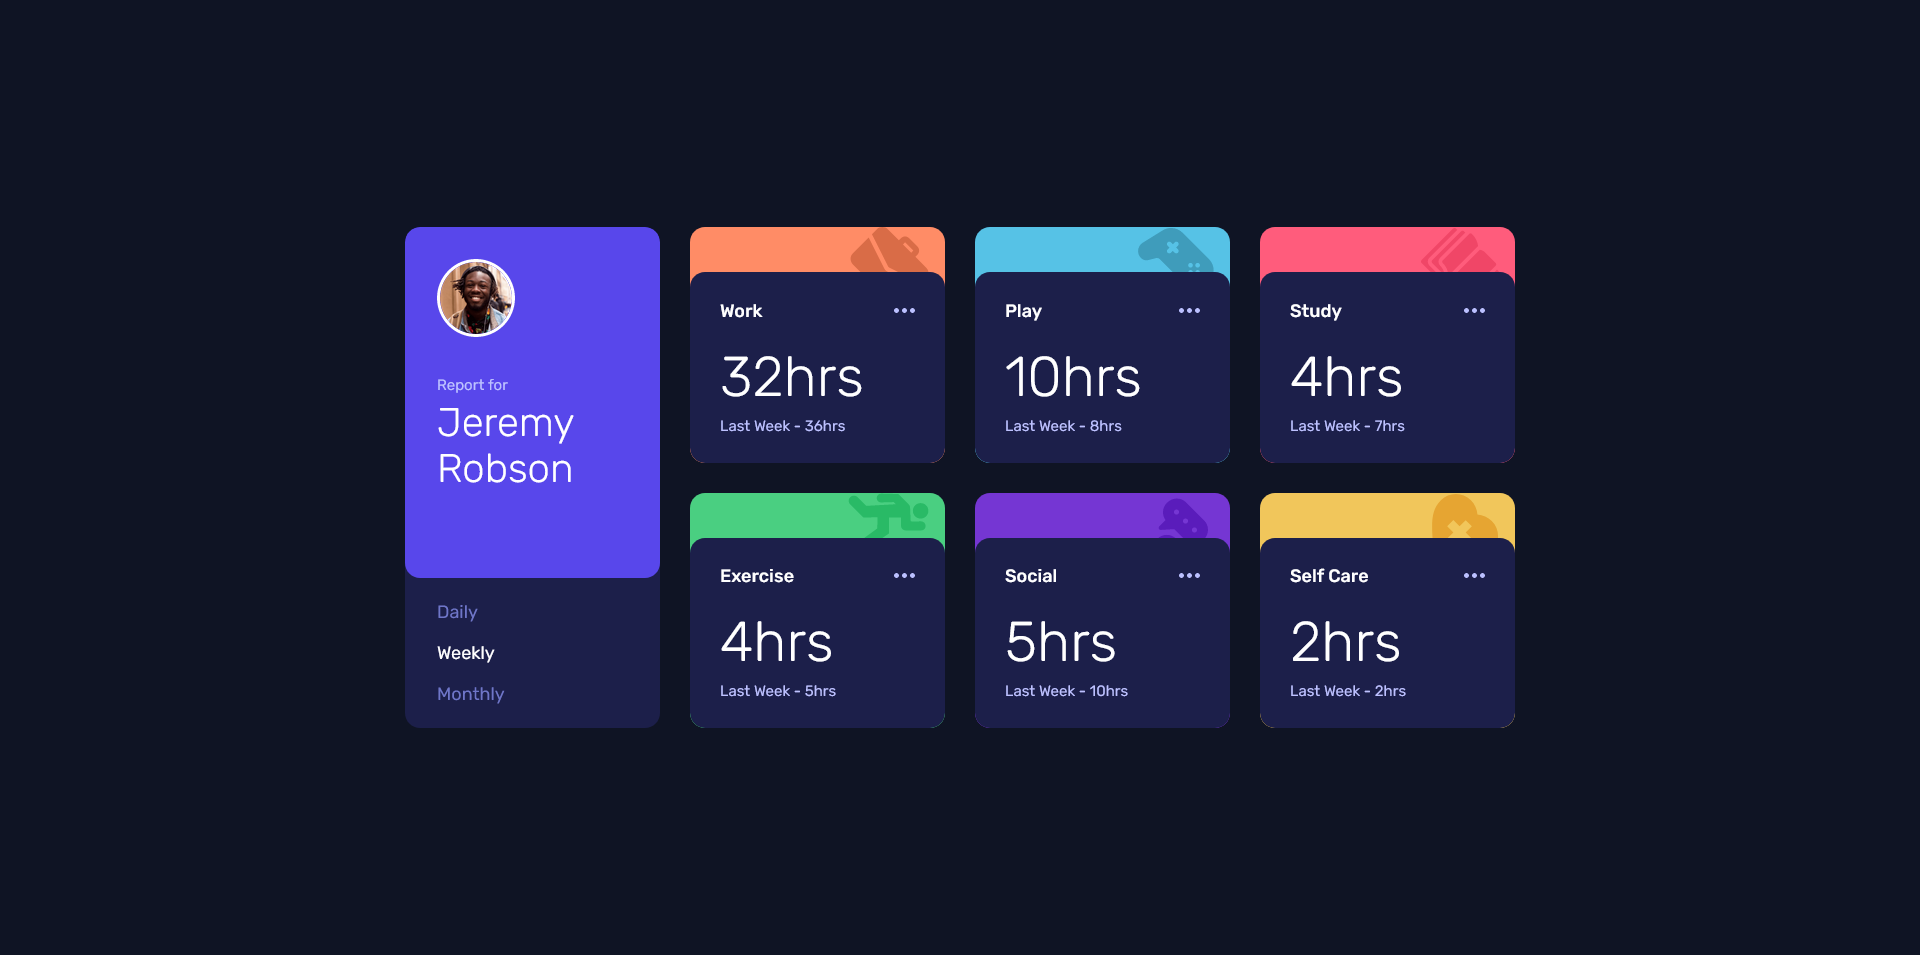 Report for
Jeremy
Robson
Daily
Weekly
Monthly
Work
32hrs
Last Week - 36hrs
Play
10hrs
Last Week - 8hrs
Study
4hrs
Last Week - 7hrs
Exercise
4hrs
Last Week - 5hrs
Social
5hrs
Last Week - 10hrs
Self Care
2hrs
Last Week - 2hrs